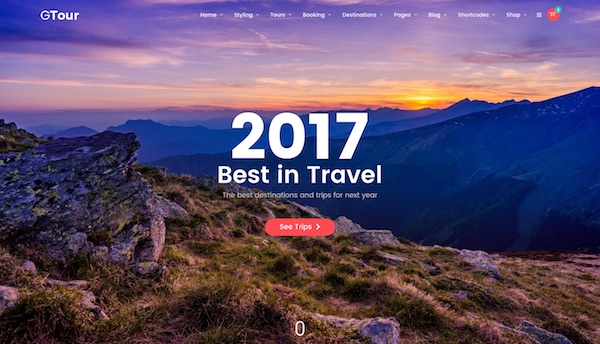 GTour
Home Styling Tours Booking Destinations Pages Blog Shortcodes Shop
2017
Best in Travel
The best destinations and trips for next year
See Trips